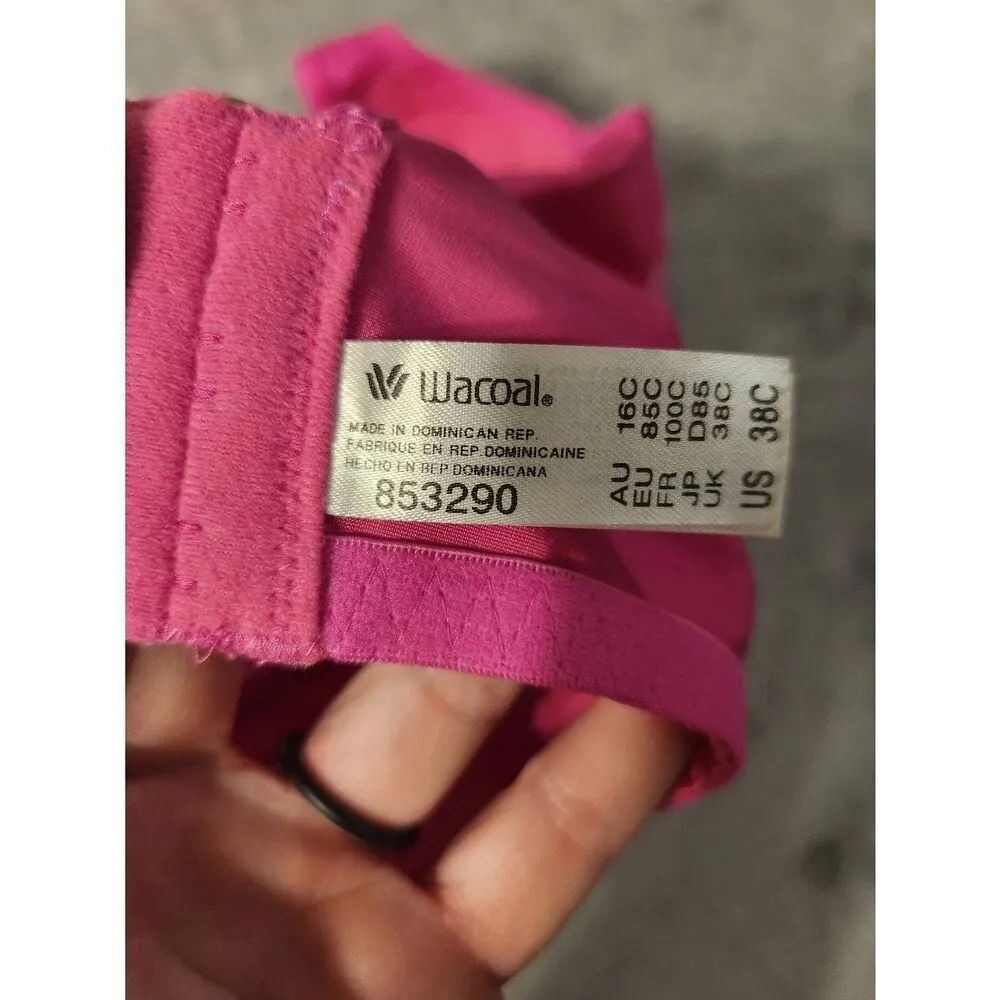 Wacoal®
MADE IN DOMINICAN REP.
FABRIQUE EN REP.DOMINICAINE
HECHO EN REP.DOMINICANA
853290
AU 16C
EU 85C
FR 100C
JP D85
UK 38C
US 38C